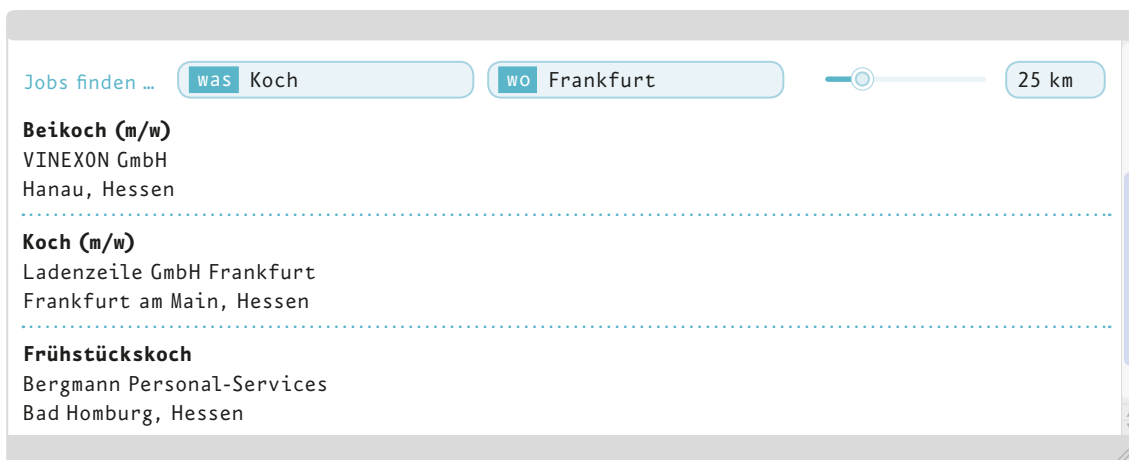 Jobs finden … was Koch wo Frankfurt 25 km
Beikoch (m/w)
VINEXON GmbH
Hanau, Hessen
Koch (m/w)
Ladenzeile GmbH Frankfurt
Frankfurt am Main, Hessen
Frühstückskoch
Bergmann Personal-Services
Bad Homburg, Hessen